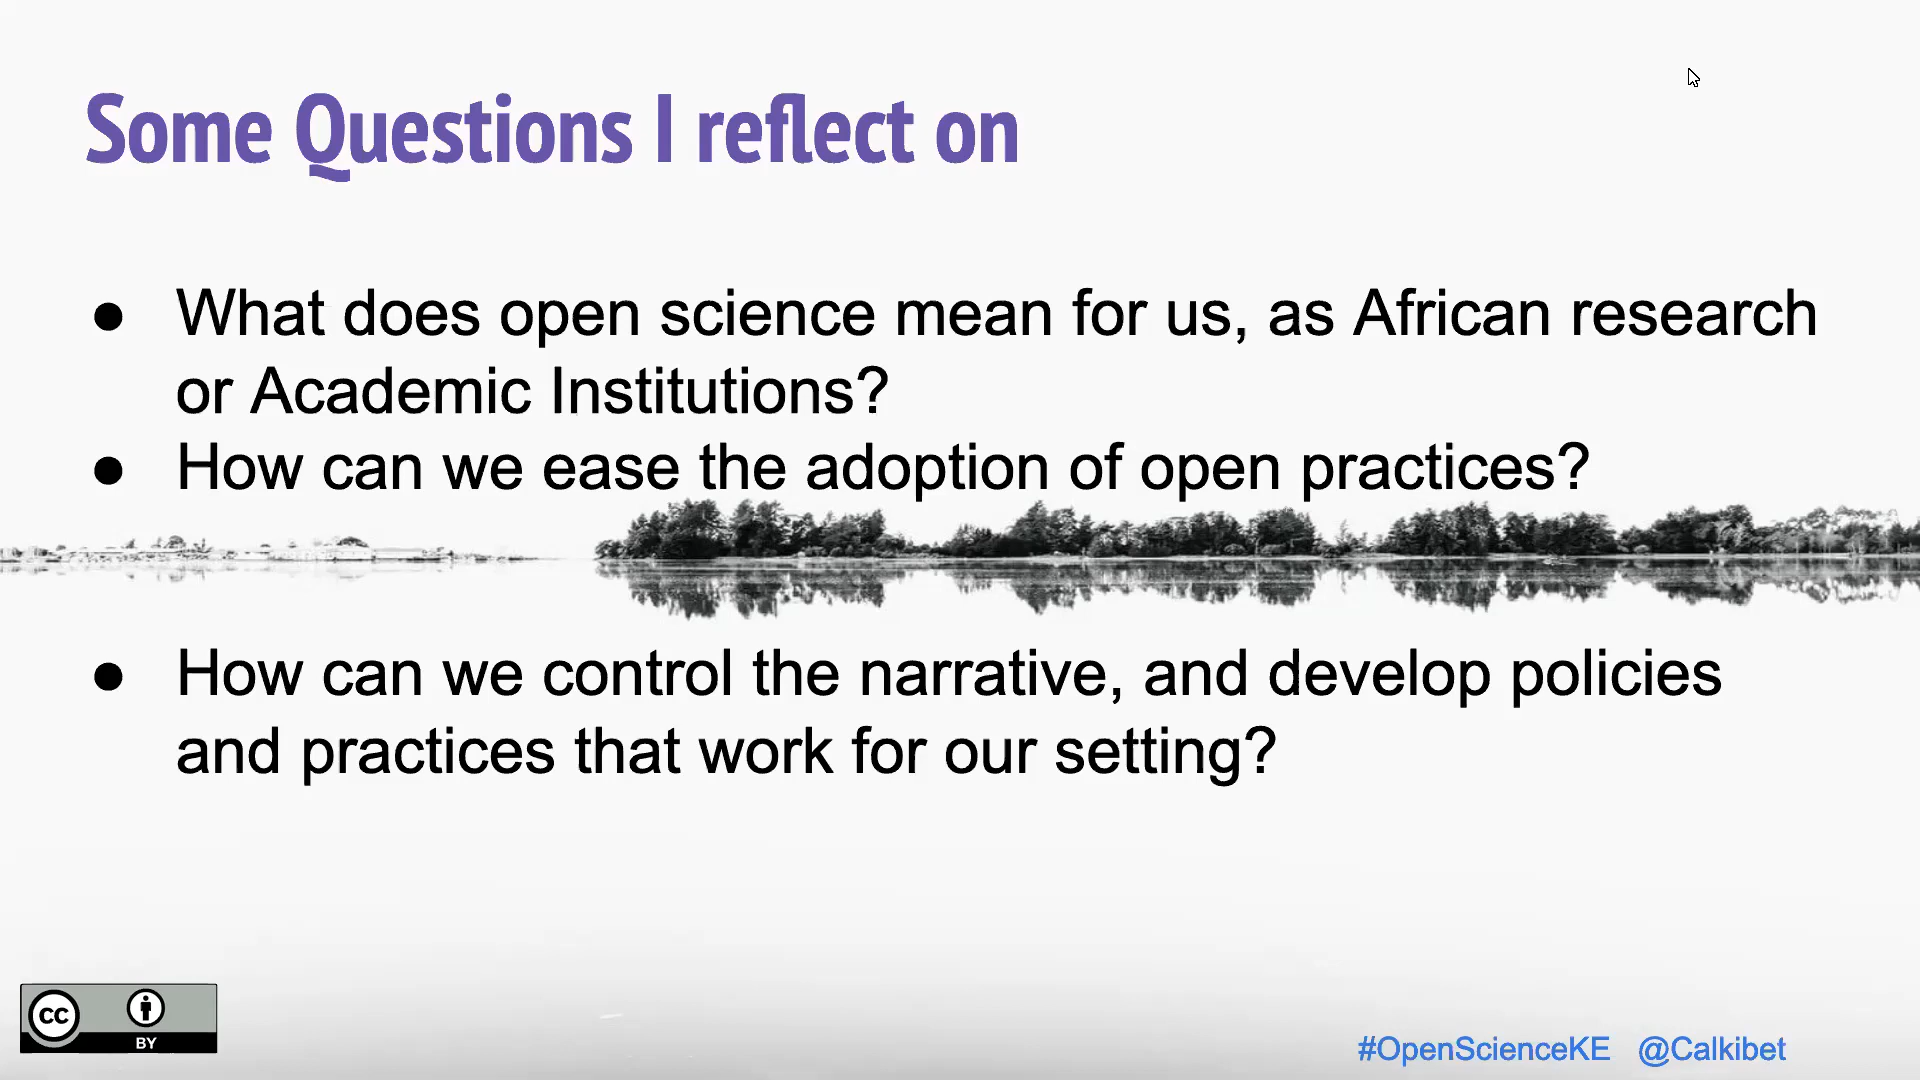 Some Questions I reflect on
● What does open science mean for us, as African research
or Academic Institutions?
● How can we ease the adoption of open practices?
● How can we control the narrative, and develop policies
and practices that work for our setting?
CC
BY
#OpenScienceKE @Calkibet